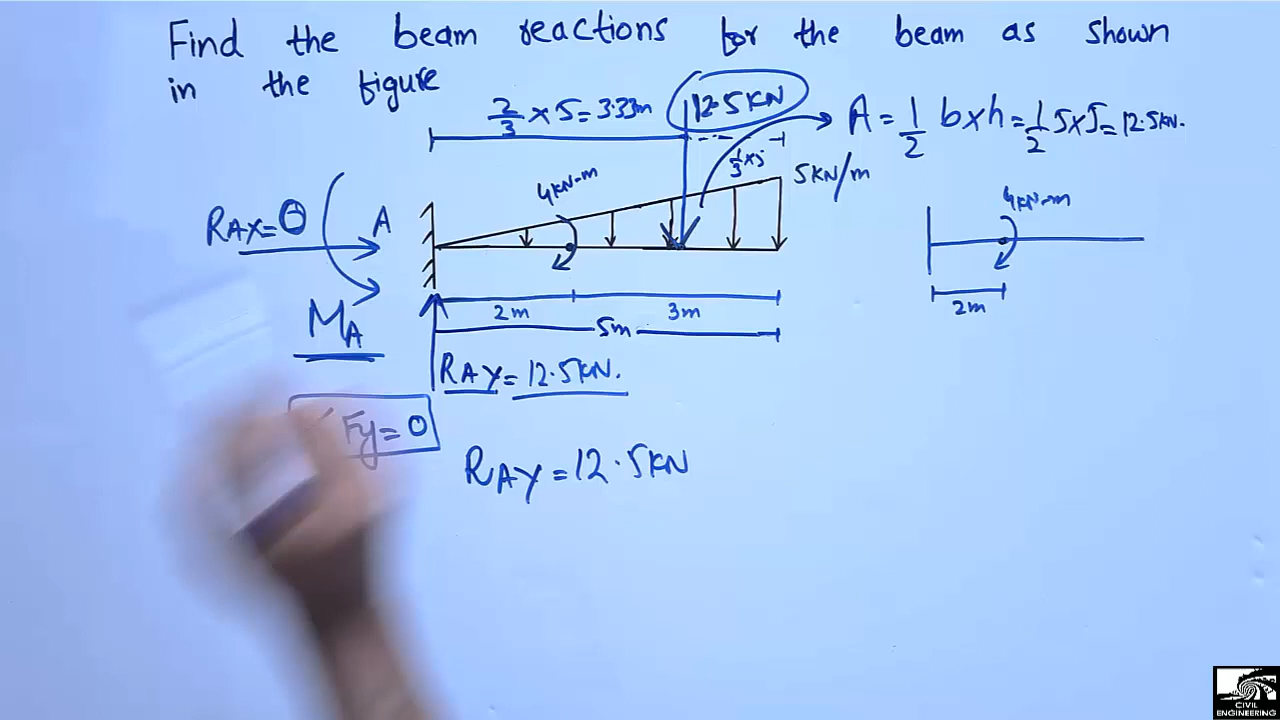 Find the beam reactions for the beam as shown
in the figure
2/3 × 5 = 3.33m
12.5KN
A = 1/2 b×h = 1/2 5×5 = 12.5KN.
1/3 × 5
5KN/m
4KN-m
4KN-m
RAX = 0
A
2m
3m
2m
5m
MA
RAY = 12.5KN.
Fy = 0
RAY = 12.5KN
CIVIL
ENGINEERING